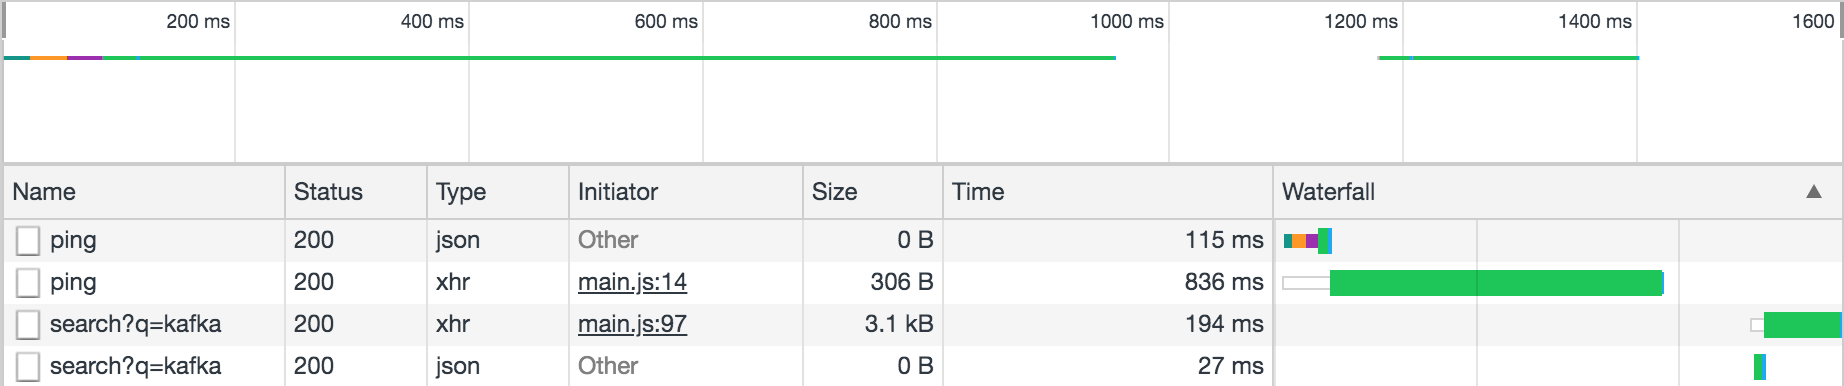 200 ms 400 ms 600 ms 800 ms 1000 ms 1200 ms 1400 ms 1600
Name Status Type Initiator Size Time Waterfall ▲
ping 200 json Other 0 B 115 ms
ping 200 xhr main.js:14 306 B 836 ms
search?q=kafka 200 xhr main.js:97 3.1 kB 194 ms
search?q=kafka 200 json Other 0 B 27 ms